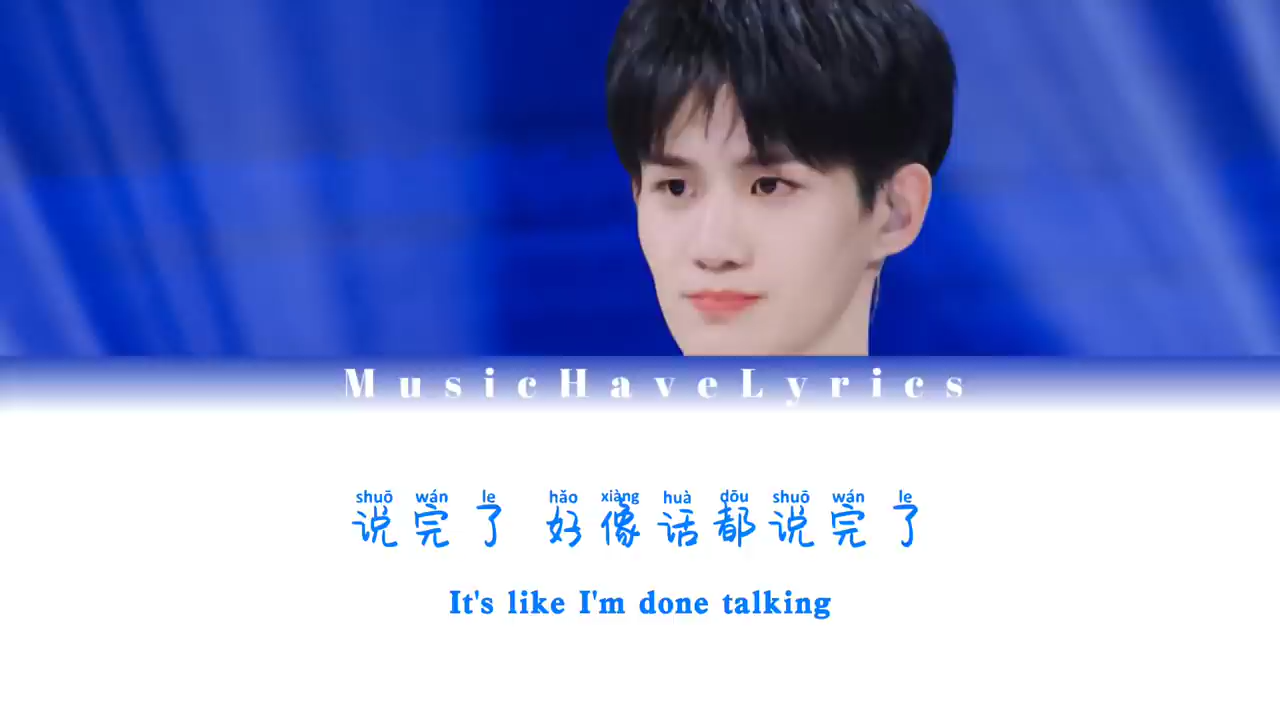 MusicHaveLyrics
shuō wán le hǎo xiàng huà dōu shuō wán le
说完了 好像话都说完了
It's like I'm done talking